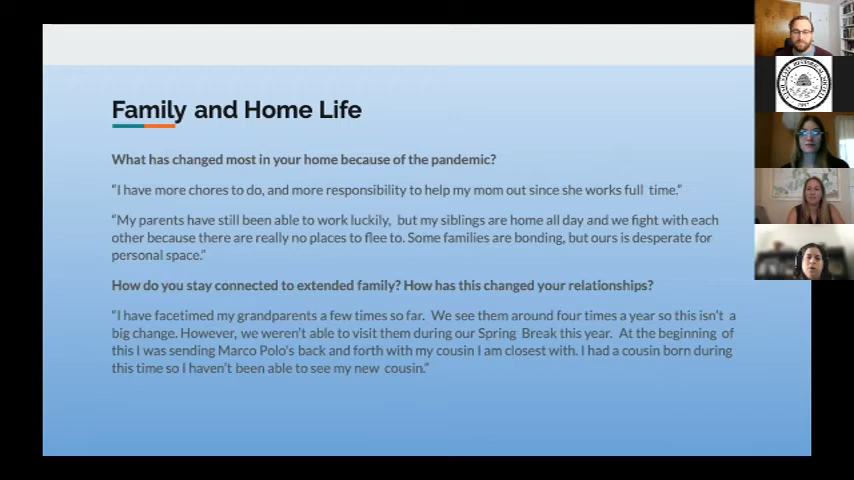 Family and Home Life
What has changed most in your home because of the pandemic?
“I have more chores to do, and more responsibility to help my mom out since she works full time.”
“My parents have still been able to work luckily, but my siblings are home all day and we fight with each
other because there are really no places to flee to. Some families are bonding, but ours is desperate for
personal space.”
How do you stay connected to extended family? How has this changed your relationships?
“I have facetimed my grandparents a few times so far. We see them around four times a year so this isn’t a
big change. However, we weren’t able to visit them during our Spring Break this year. At the beginning of
this I was sending Marco Polo’s back and forth with my cousin I am closest with. I had a cousin born during
this time so I haven’t been able to see my new cousin.”
UTAH STATE HISTORICAL SOCIETY
1897